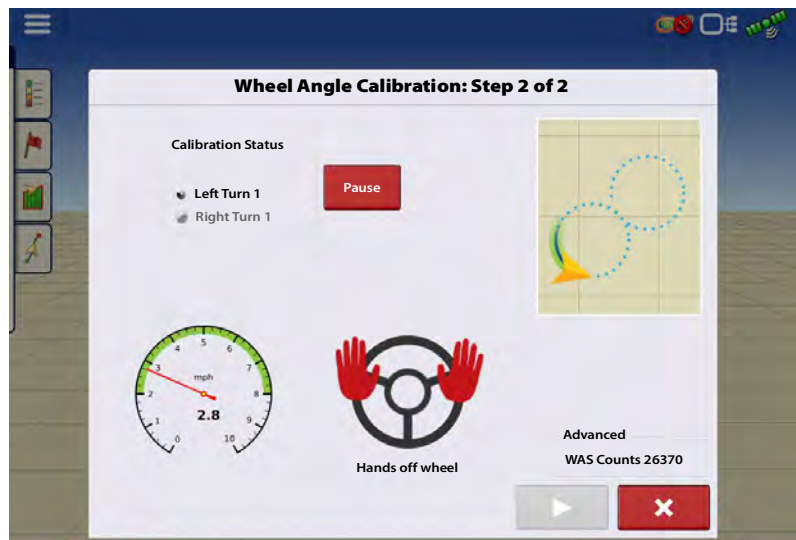 Wheel Angle Calibration: Step 2 of 2
Calibration Status
Left Turn 1
Right Turn 1
Pause
0 1 2 3 4 5 6 7 8 9 10
mph
2.8
Hands off wheel
Advanced
WAS Counts 26370